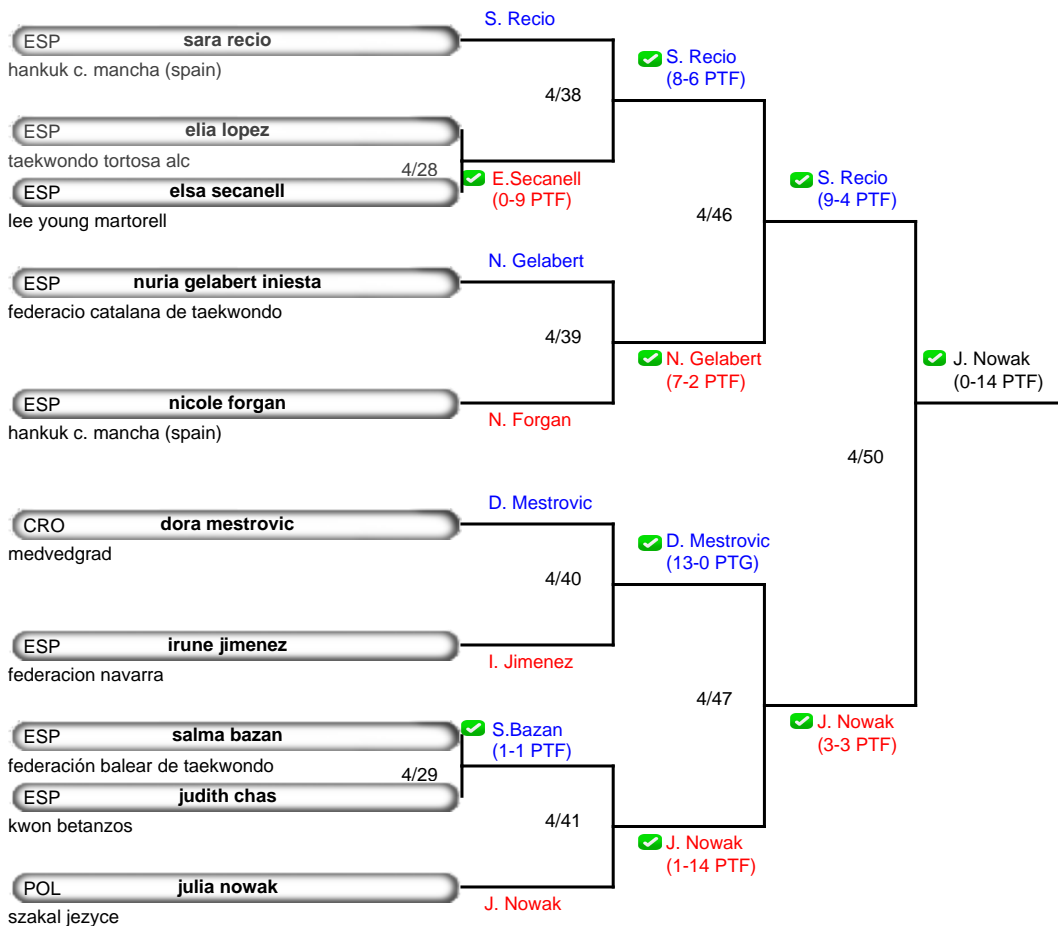 S. Recio
ESP sara recio
hankuk c. mancha (spain)
S. Recio
(8-6 PTF)
4/38
ESP elia lopez
taekwondo tortosa alc
4/28
E.Secanell
(0-9 PTF)
ESP elsa secanell
lee young martorell
S. Recio
(9-4 PTF)
4/46
N. Gelabert
ESP nuria gelabert iniesta
federacio catalana de taekwondo
4/39
N. Gelabert
(7-2 PTF)
J. Nowak
(0-14 PTF)
ESP nicole forgan
N. Forgan
hankuk c. mancha (spain)
4/50
D. Mestrovic
CRO dora mestrovic
medvedgrad
D. Mestrovic
(13-0 PTG)
4/40
ESP irune jimenez
I. Jimenez
federacion navarra
4/47
J. Nowak
(3-3 PTF)
ESP salma bazan
S.Bazan
(1-1 PTF)
federación balear de taekwondo
4/29
ESP judith chas
kwon betanzos
4/41
J. Nowak
(1-14 PTF)
POL julia nowak
J. Nowak
szakal jezyce